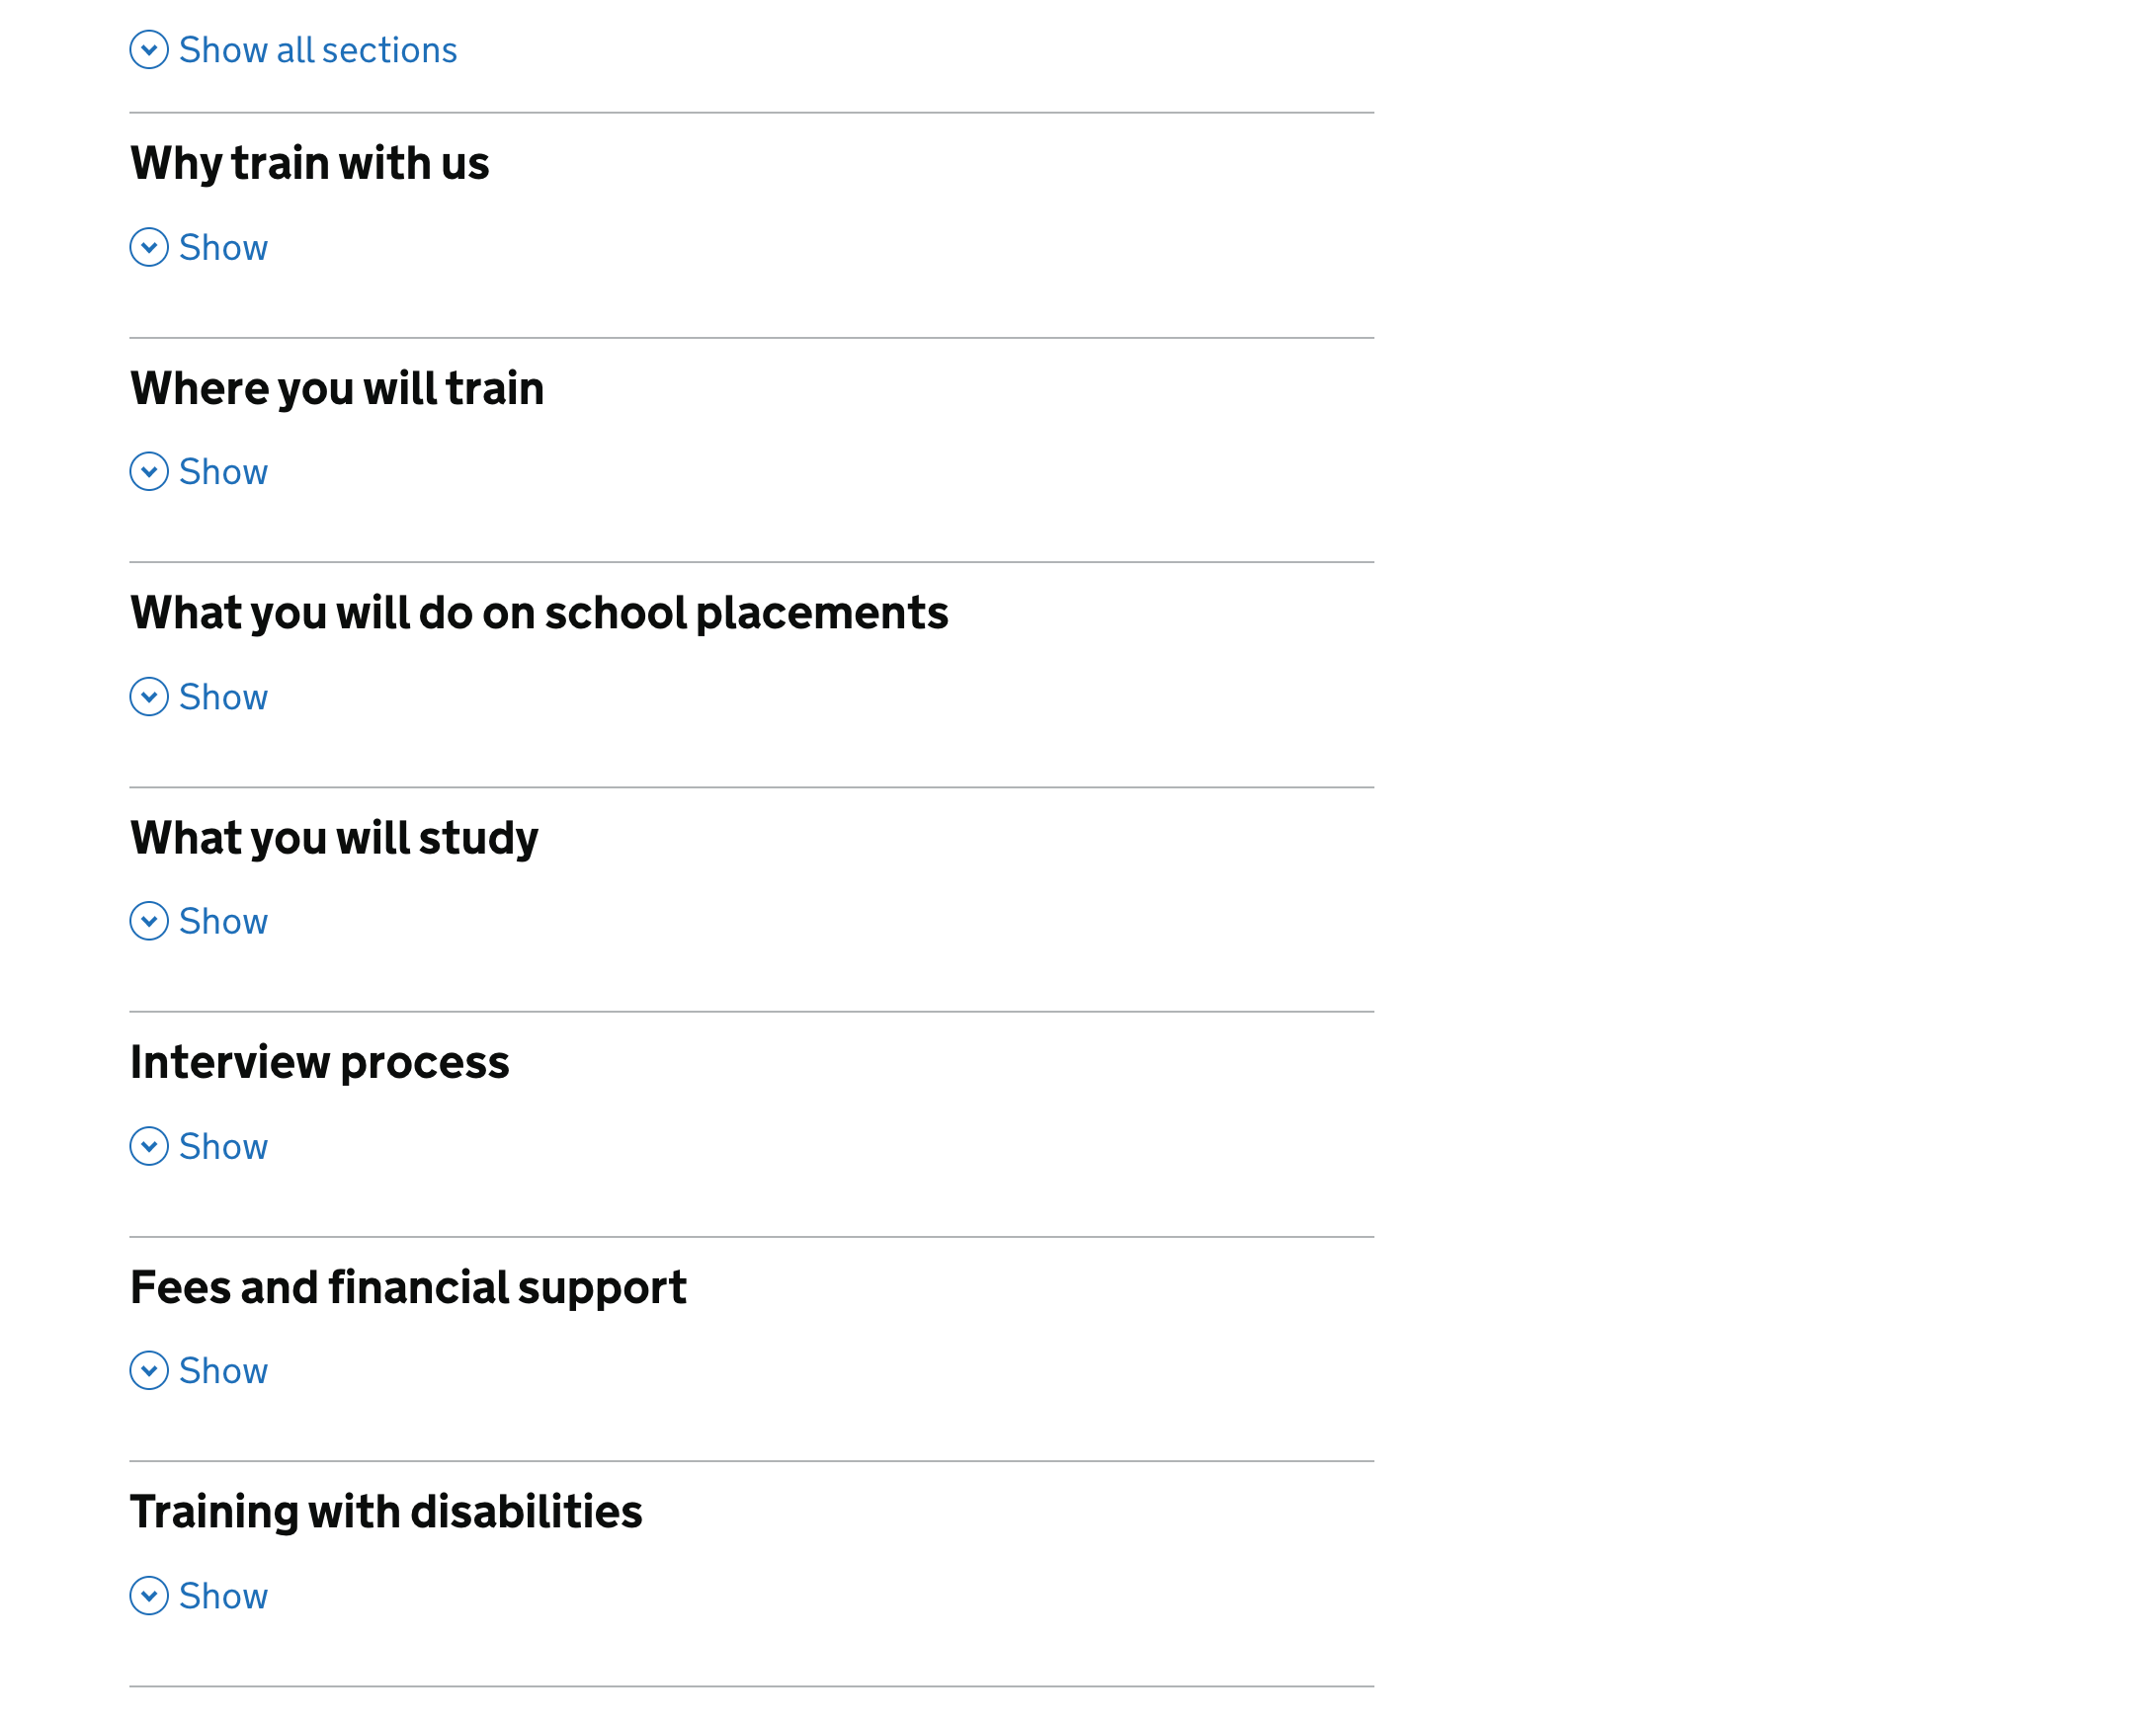 Show all sections
Why train with us
Show
Where you will train
Show
What you will do on school placements
Show
What you will study
Show
Interview process
Show
Fees and financial support
Show
Training with disabilities
Show